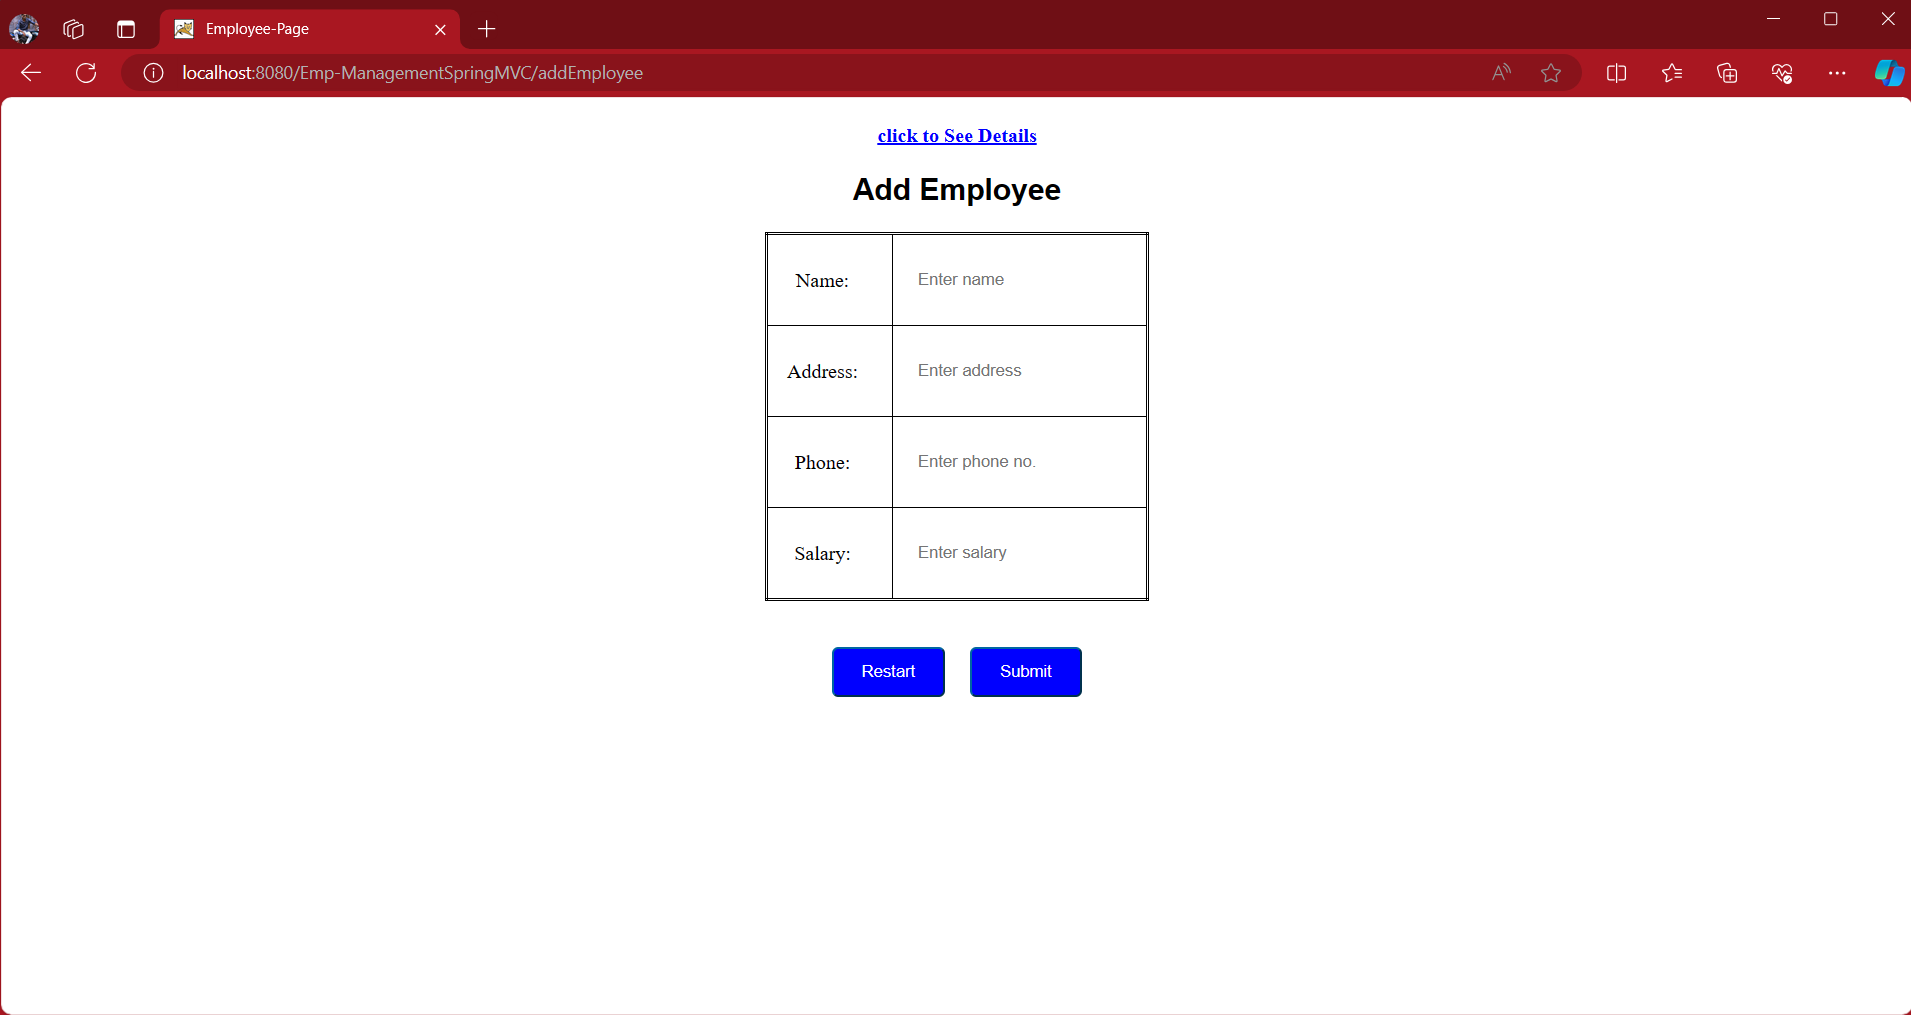 Employee-Page
localhost:8080/Emp-ManagementSpringMVC/addEmployee
click to See Details
Add Employee
Name: Enter name
Address: Enter address
Phone: Enter phone no.
Salary: Enter salary
Restart Submit